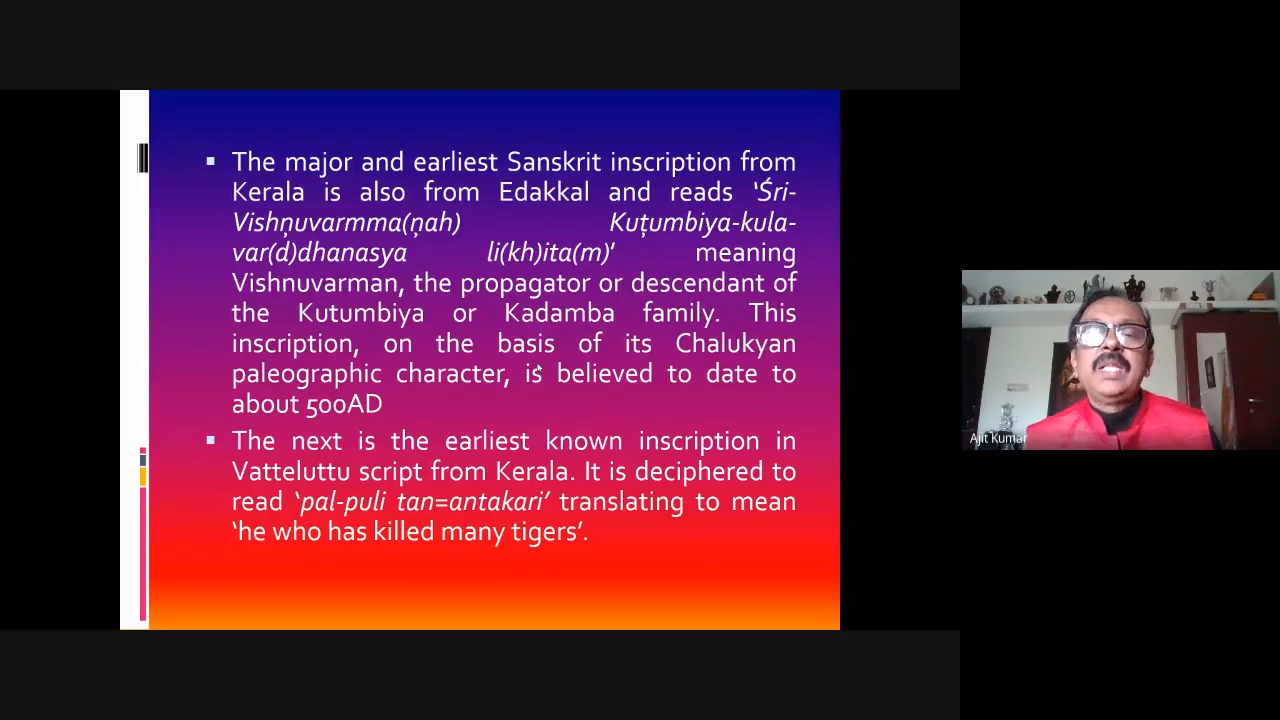 The major and earliest Sanskrit inscription from
Kerala is also from Edakkal and reads ‘Śri-
Vishṇuvarmma(ṇah) Kuṭumbiya-kula-
var(d)dhanasya li(kh)ita(m)’ meaning
Vishnuvarman, the propagator or descendant of
the Kutumbiya or Kadamba family. This
inscription, on the basis of its Chalukyan
paleographic character, is believed to date to
about 500AD
The next is the earliest known inscription in
Vatteluttu script from Kerala. It is deciphered to
read ‘pal-puli tan=antakari’ translating to mean
‘he who has killed many tigers’.
Ajit Kumar